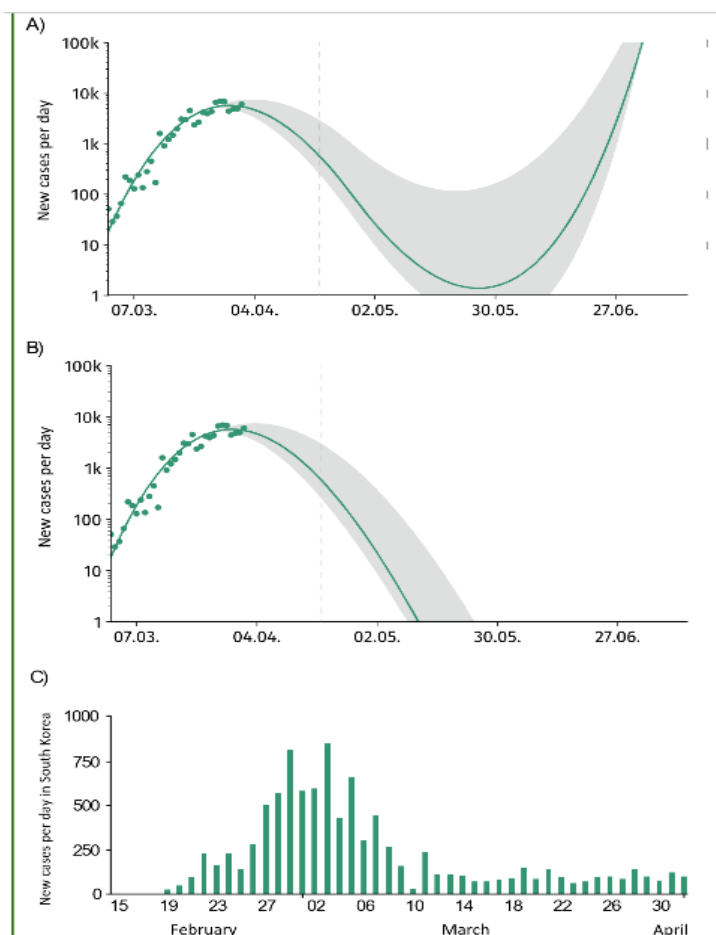 A)
New cases per day
100k
10k
1k
100
10
1
07.03. 04.04. 02.05. 30.05. 27.06.
B)
New cases per day
100k
10k
1k
100
10
1
07.03. 04.04. 02.05. 30.05. 27.06.
C)
New cases per day in South Korea
1000
750
500
250
0
15 19 23 27 02 06 10 14 18 22 26 30
February March April